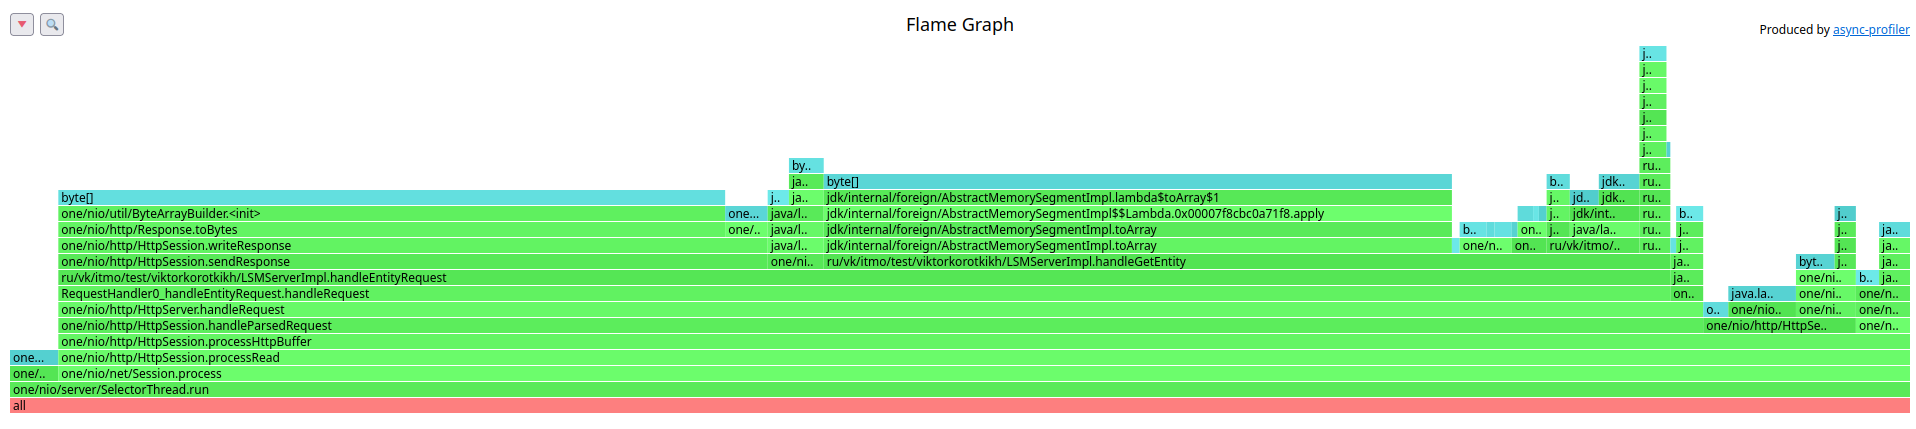 Flame Graph
Produced by async-profiler
j..
j..
j..
j..
j..
j..
j..
by.. ru..
ja.. byte[] b.. jdk.. ru..
byte[] j.. ja.. jdk/internal/foreign/AbstractMemorySegmentImpl.lambda$toArray$1 j.. jd.. jdk.. ru..
one/nio/util/ByteArrayBuilder.<init> one... java/l.. jdk/internal/foreign/AbstractMemorySegmentImpl$$Lambda.0x00007f8cbc0a71f8.apply j.. jdk/int.. ru.. b.. j..
one/nio/http/Response.toBytes one/.. java/l.. jdk/internal/foreign/AbstractMemorySegmentImpl.toArray b.. on.. j.. java/la.. ru.. j.. j.. ja..
one/nio/http/HttpSession.writeResponse java/l.. jdk/internal/foreign/AbstractMemorySegmentImpl.toArray one/n.. on.. ru/vk/itmo/.. ru.. j.. j.. ja..
one/nio/http/HttpSession.sendResponse one/ni.. ru/vk/itmo/test/viktorkorotkikh/LSMServerImpl.handleGetEntity ja.. byt.. j.. ja..
ru/vk/itmo/test/viktorkorotkikh/LSMServerImpl.handleEntityRequest ja.. one/ni.. b.. ja..
RequestHandler0_handleEntityRequest.handleRequest on.. java.la.. one/ni.. one/n..
one/nio/http/HttpServer.handleRequest o.. one/nio.. one/ni.. one/n..
one/nio/http/HttpSession.handleParsedRequest one/nio/http/HttpSe.. one/n..
one/nio/http/HttpSession.processHttpBuffer
one... one/nio/http/HttpSession.processRead
one/.. one/nio/net/Session.process
one/nio/server/SelectorThread.run
all